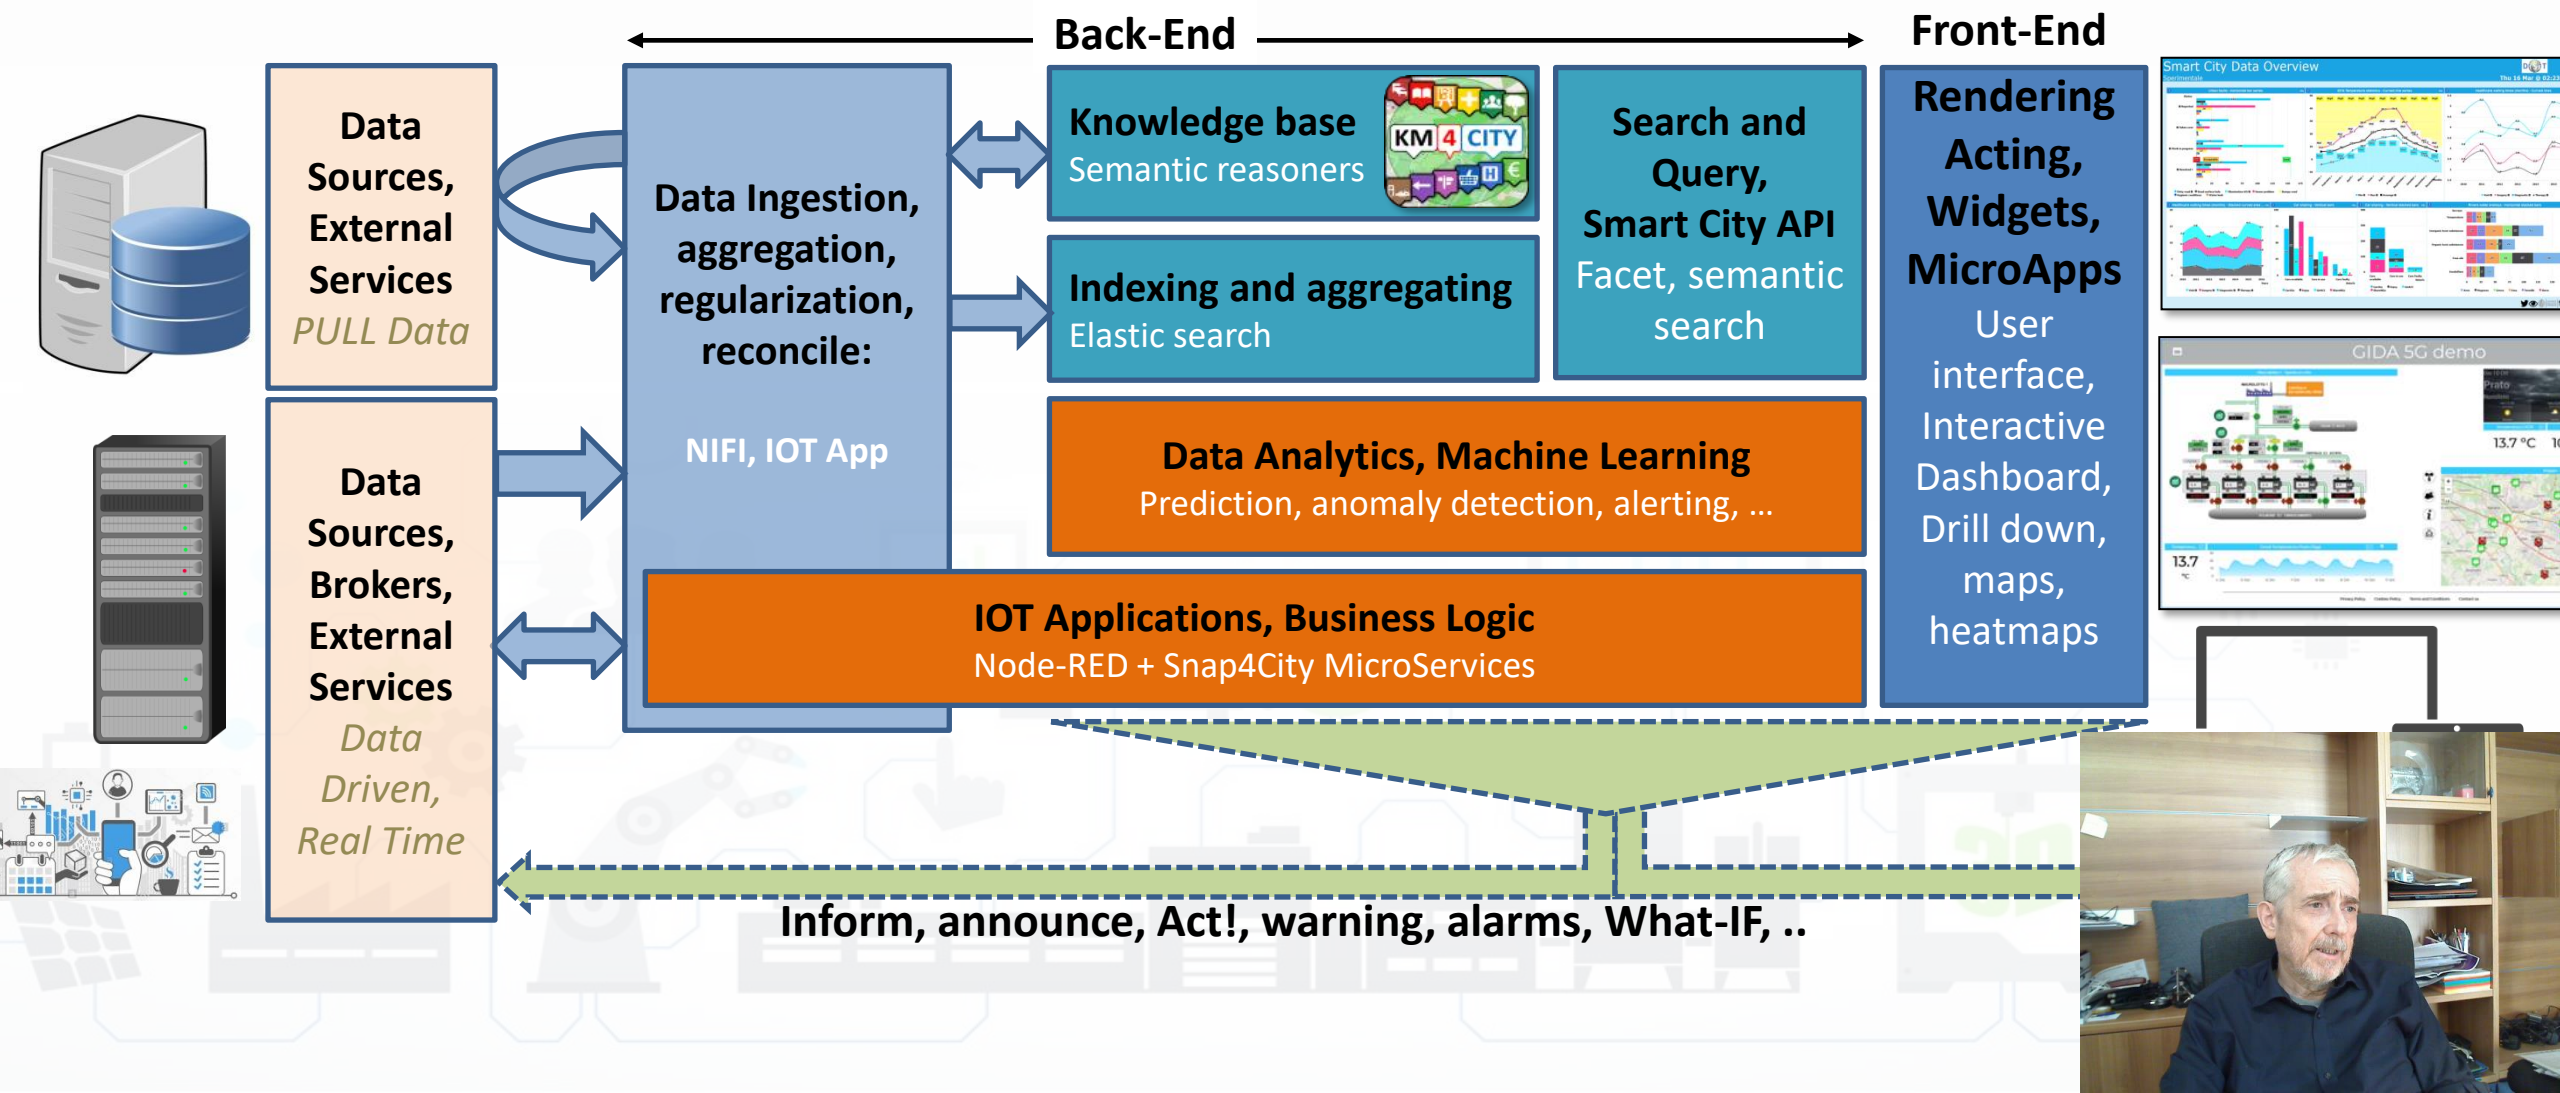 Back-End
Front-End
Data
Sources,
External
Services
PULL Data
Data
Sources,
Brokers,
External
Services
Data
Driven,
Real Time
Data Ingestion,
aggregation,
regularization,
reconcile:
NIFI, IOT App
Knowledge base
Semantic reasoners
KM 4 CITY
Indexing and aggregating
Elastic search
Search and
Query,
Smart City API
Facet, semantic
search
Data Analytics, Machine Learning
Prediction, anomaly detection, alerting, ...
IOT Applications, Business Logic
Node-RED + Snap4City MicroServices
Rendering
Acting,
Widgets,
MicroApps
User
interface,
Interactive
Dashboard,
Drill down,
maps,
heatmaps
Smart City Data Overview
GIDA 5G demo
Prato
13.7 °C
13.7
°C
Inform, announce, Act!, warning, alarms, What-IF, ..